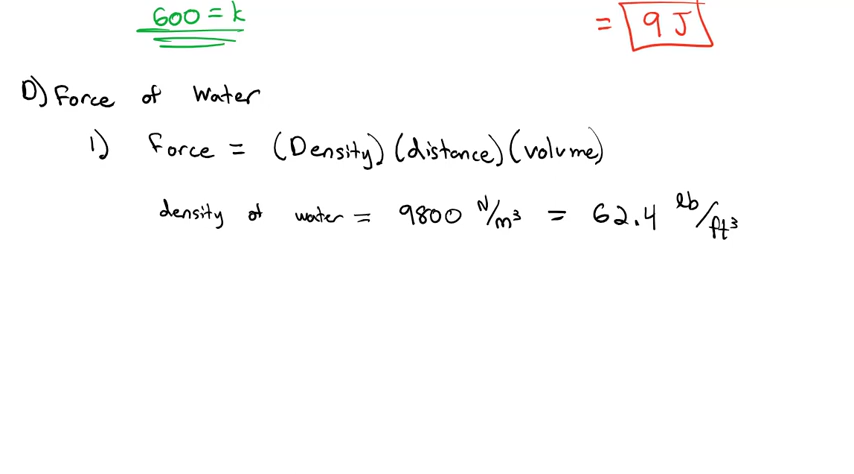 600 = k
= 9 J
D) Force of Water
1) Force = (Density) (distance) (volume)
density of water = 9800 N/m³ = 62.4 lb/ft³